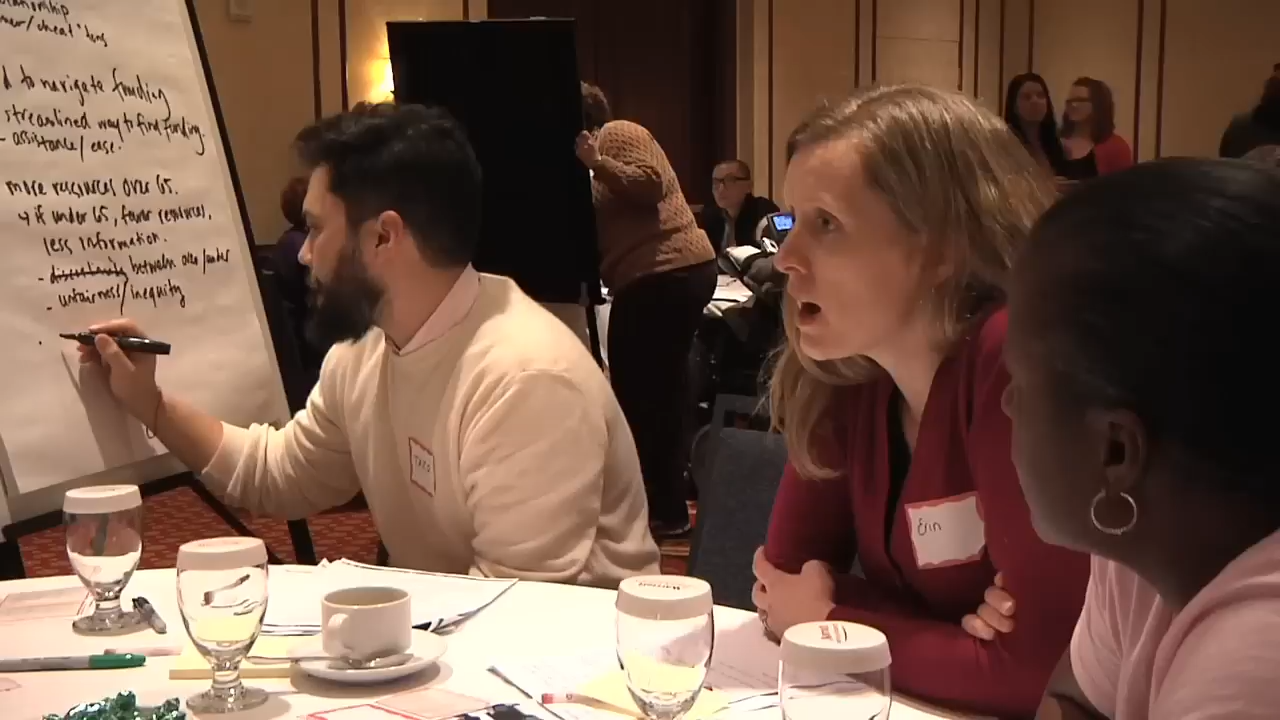 to navigate funding
streamlined way to find funding.
- assistance/ease.
more resources over 65.
if under 65, fewer resources,
less information.
- between over/under
- unfairness/inequity
Erin